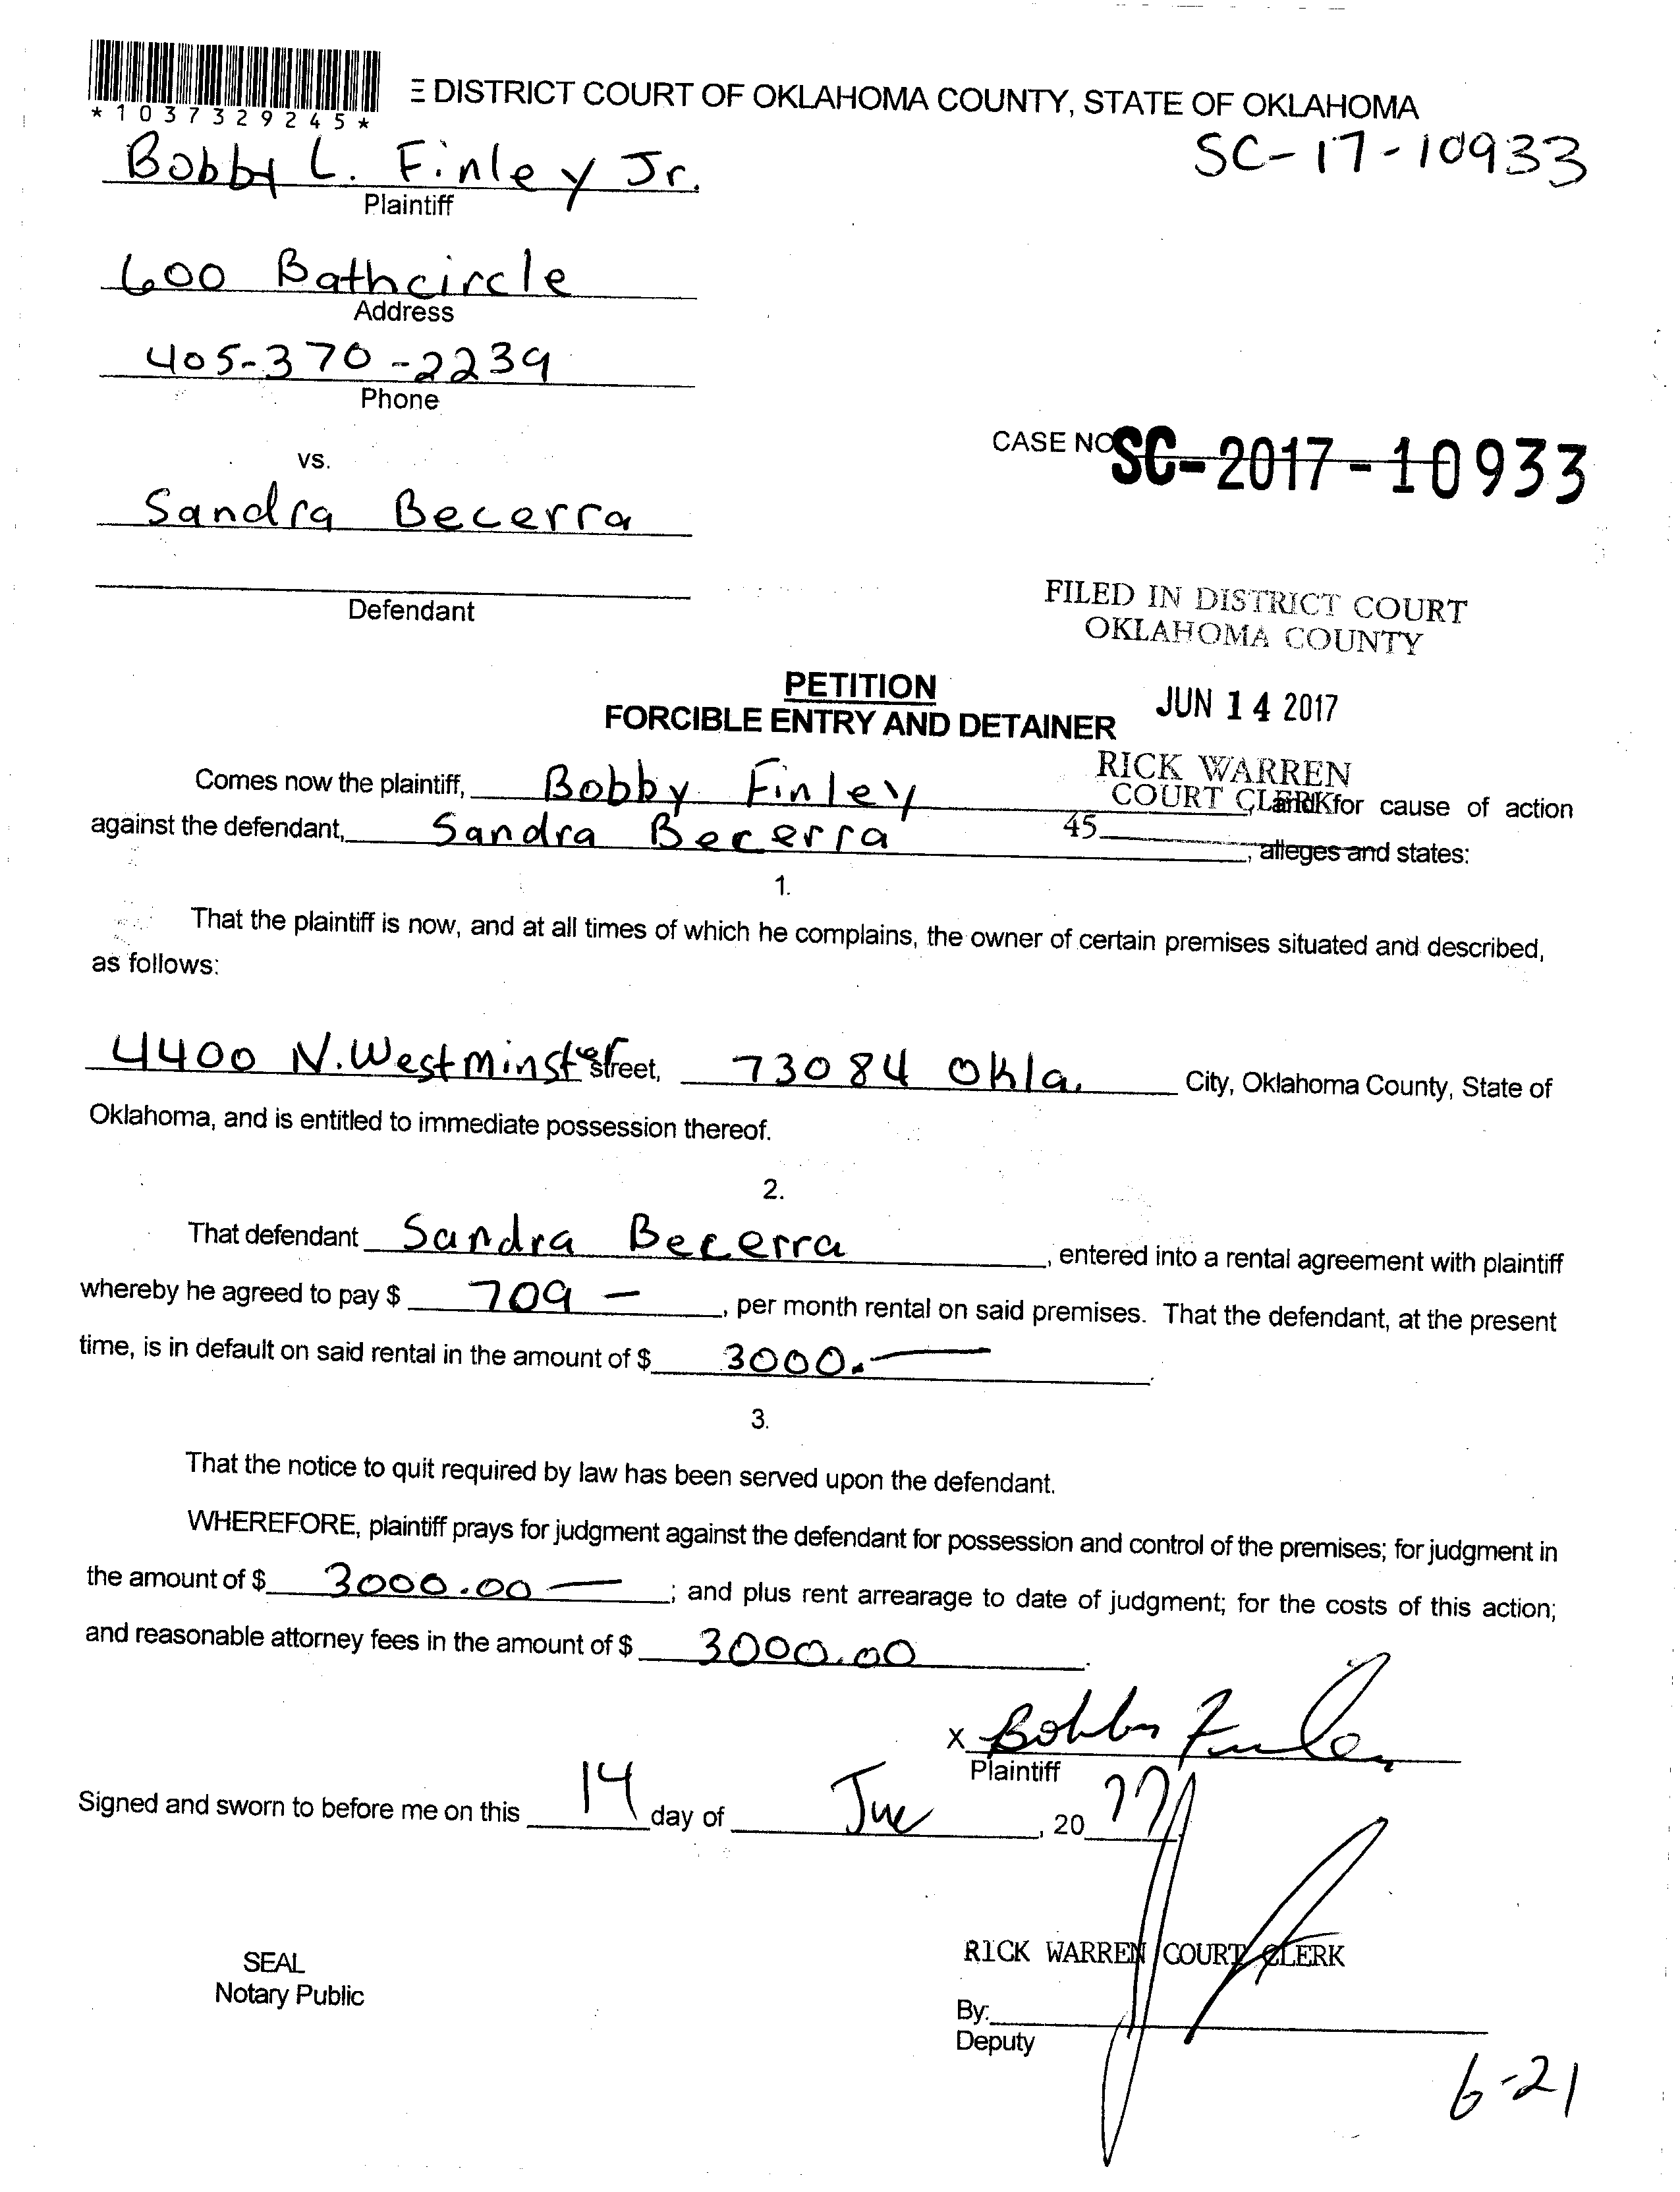 *1037329245*
E DISTRICT COURT OF OKLAHOMA COUNTY, STATE OF OKLAHOMA
SC-17-10933
Bobby L. Finley Jr.
Plaintiff
600 Bathcircle
Address
405-370-2239
Phone
CASE NO SC-2017-10933
vs.
Sandra Becerra
Defendant
FILED IN DISTRICT COURT
OKLAHOMA COUNTY
PETITION
FORCIBLE ENTRY AND DETAINER
JUN 14 2017
RICK WARREN
COURT CLERK
45
Comes now the plaintiff, Bobby Finley, and for cause of action
against the defendant, Sandra Becerra, alleges and states:
1.
That the plaintiff is now, and at all times of which he complains, the owner of certain premises situated and described,
as follows:
4400 N. Westminster Street, 73084 Okla. City, Oklahoma County, State of
Oklahoma, and is entitled to immediate possession thereof.
2.
That defendant Sandra Becerra, entered into a rental agreement with plaintiff
whereby he agreed to pay $ 709 –, per month rental on said premises. That the defendant, at the present
time, is in default on said rental in the amount of $ 3000.—.
3.
That the notice to quit required by law has been served upon the defendant.
WHEREFORE, plaintiff prays for judgment against the defendant for possession and control of the premises; for judgment in
the amount of $ 3000.00 —; and plus rent arrearage to date of judgment; for the costs of this action;
and reasonable attorney fees in the amount of $ 3000.00.
X Bobby Finley
Plaintiff
Signed and sworn to before me on this 14 day of Jue, 20 17
RICK WARREN COURT CLERK
SEAL
Notary Public
By:
Deputy
6-21